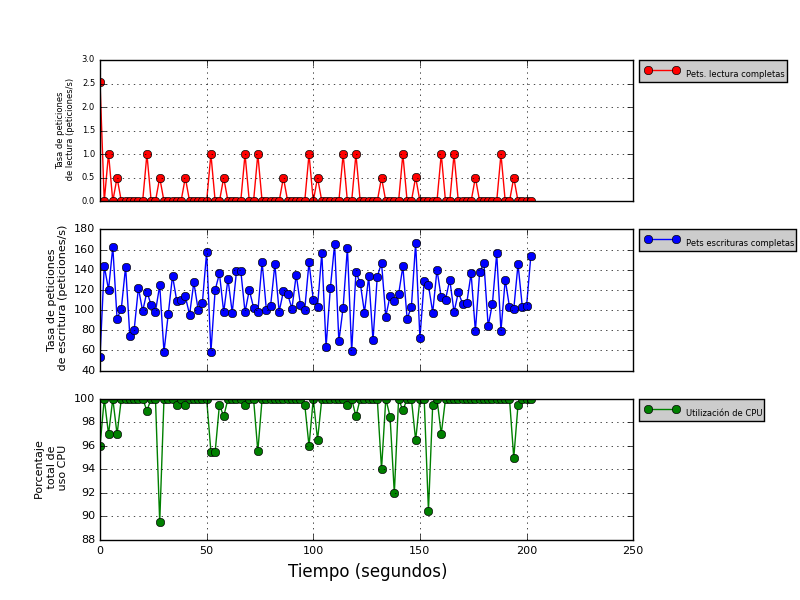 3.0
2.5
2.0
1.5
1.0
0.5
0.0
Tasa de peticiones
de lectura (peticiones/s)
Pets. lectura completas
180
160
140
120
100
80
60
40
Tasa de peticiones
de escritura (peticiones/s)
Pets escrituras completas
100
98
96
94
92
90
88
Porcentaje
total de
uso CPU
Utilización de CPU
0
50
100
150
200
250
Tiempo (segundos)